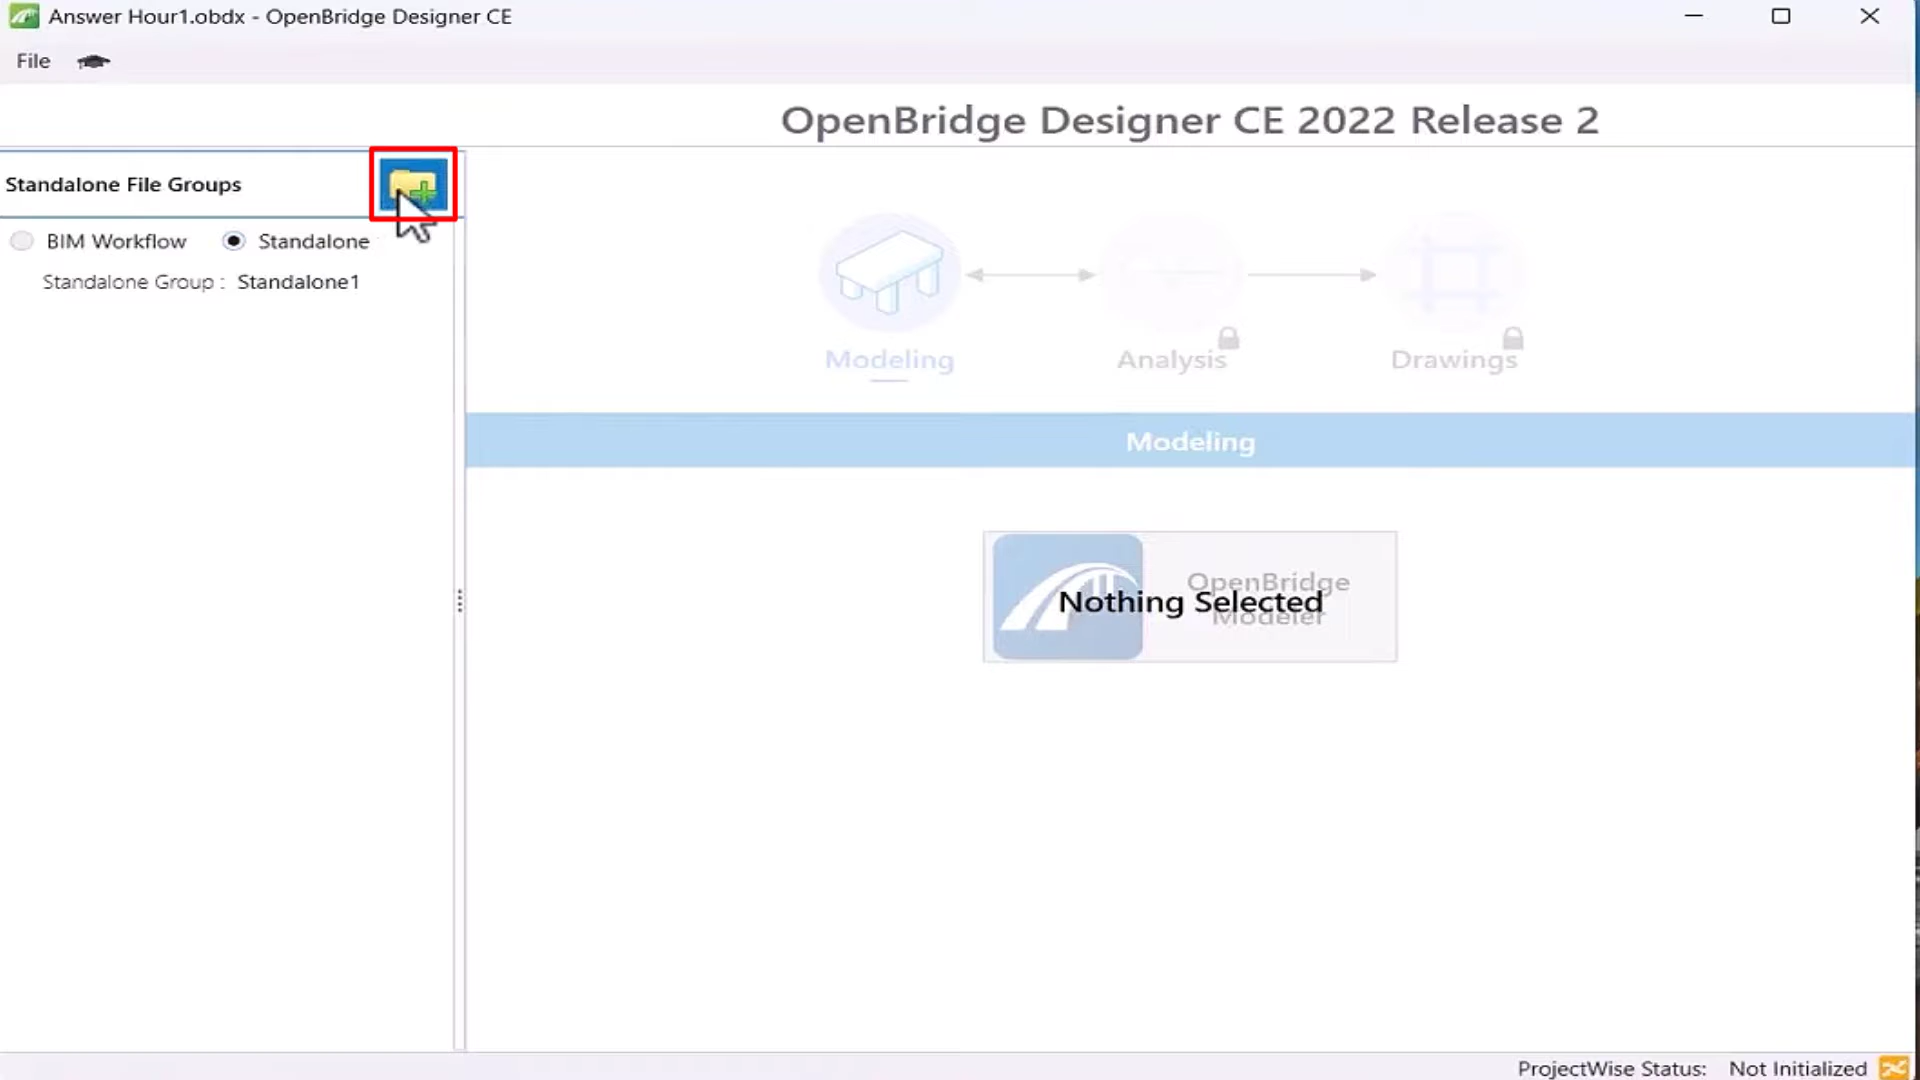 Answer Hour1.obdx - OpenBridge Designer CE
File
OpenBridge Designer CE 2022 Release 2
Standalone File Groups
BIM Workflow Standalone
Standalone Group : Standalone1
Modeling Analysis Drawings
Modeling
OpenBridge
Nothing Selected
Modeler
ProjectWise Status: Not Initialized